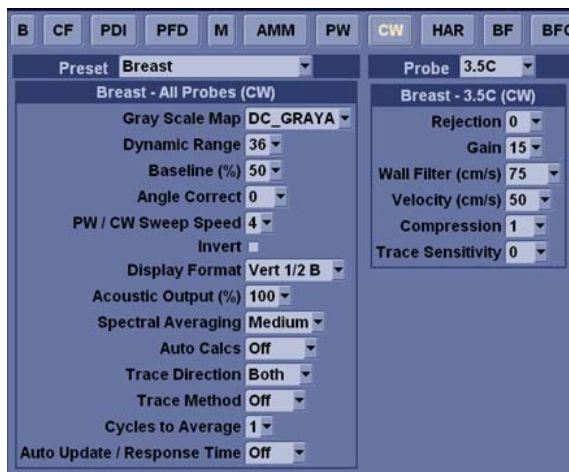 B CF PDI PFD M AMM PW CW HAR BF BFC
Preset Breast Probe 3.5C
Breast - All Probes (CW)
Gray Scale Map DC_GRAYA
Dynamic Range 36
Baseline (%) 50
Angle Correct 0
PW / CW Sweep Speed 4
Invert
Display Format Vert 1/2 B
Acoustic Output (%) 100
Spectral Averaging Medium
Auto Calcs Off
Trace Direction Both
Trace Method Off
Cycles to Average 1
Auto Update / Response Time Off
Breast - 3.5C (CW)
Rejection 0
Gain 15
Wall Filter (cm/s) 75
Velocity (cm/s) 50
Compression 1
Trace Sensitivity 0